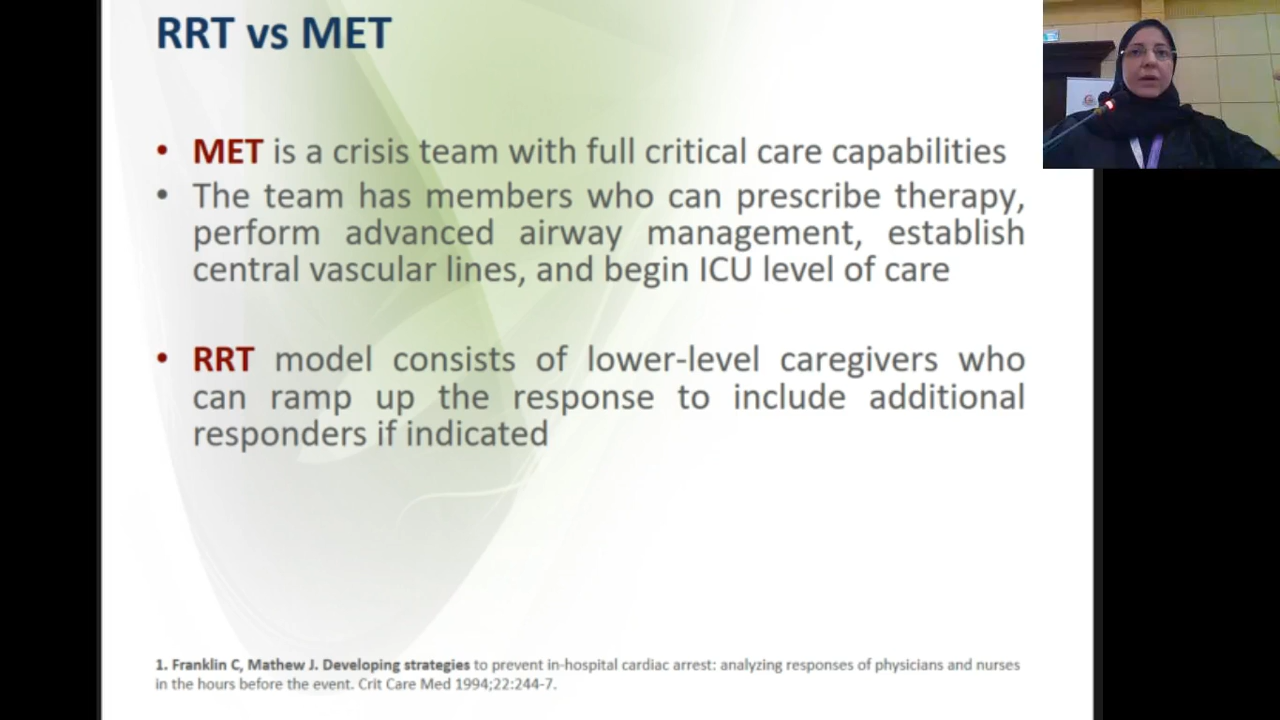 RRT vs MET
• MET is a crisis team with full critical care capabilities
• The team has members who can prescribe therapy,
perform advanced airway management, establish
central vascular lines, and begin ICU level of care
• RRT model consists of lower-level caregivers who
can ramp up the response to include additional
responders if indicated
1. Franklin C, Mathew J. Developing strategies to prevent in-hospital cardiac arrest: analyzing responses of physicians and nurses
in the hours before the event. Crit Care Med 1994;22:244-7.